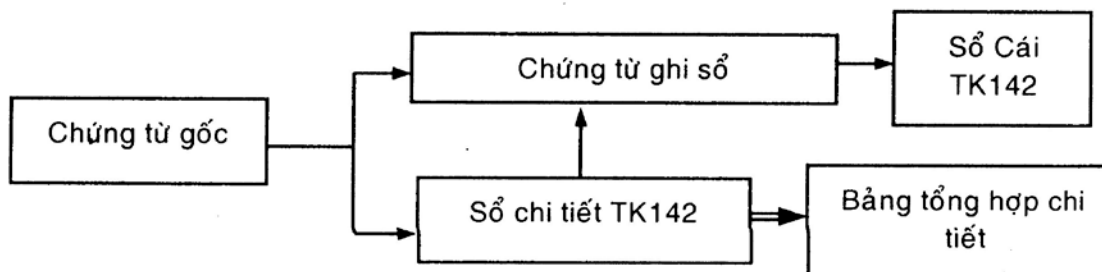 Chứng từ gốc
Chứng từ ghi sổ
Sổ Cái
TK142
Sổ chi tiết TK142
Bảng tổng hợp chi
tiết